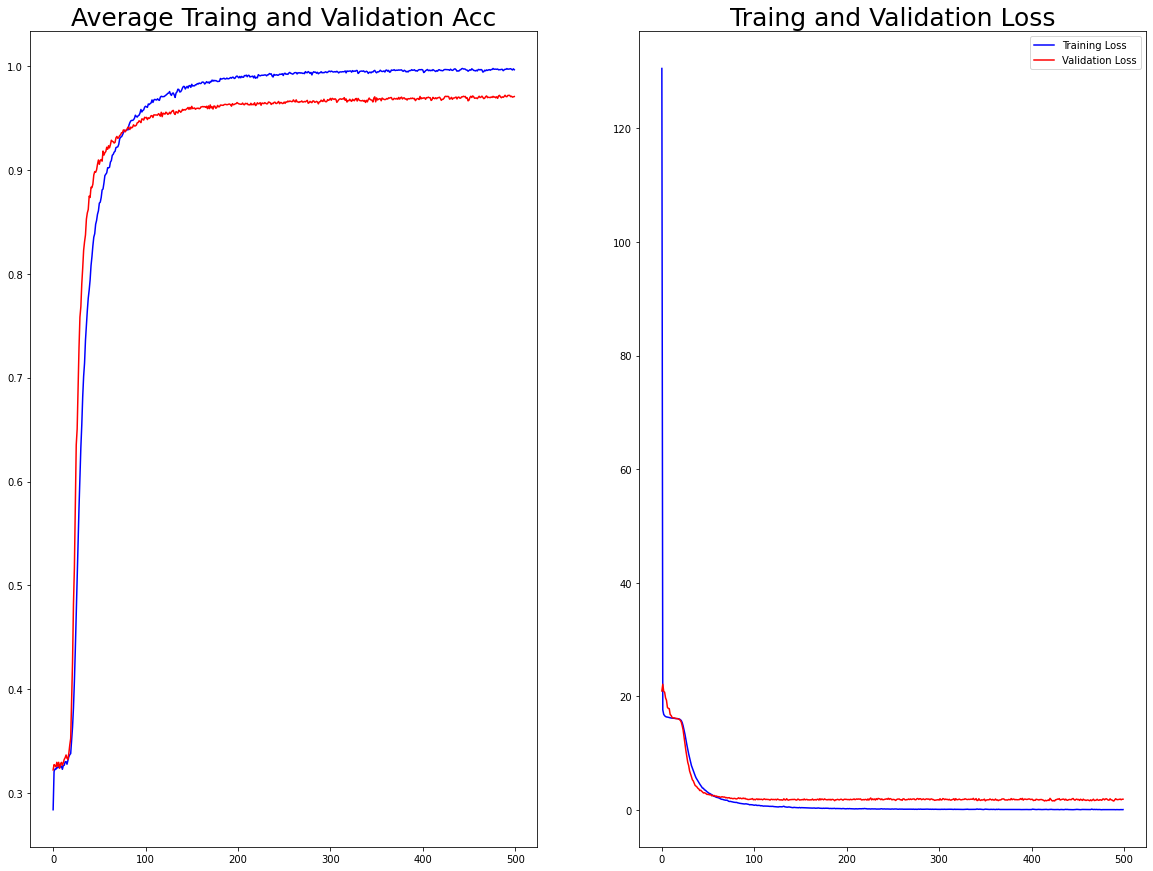 Average Traing and Validation Acc
1.0
0.9
0.8
0.7
0.6
0.5
0.4
0.3
0 100 200 300 400 500
Traing and Validation Loss
Training Loss
Validation Loss
120
100
80
60
40
20
0
0 100 200 300 400 500